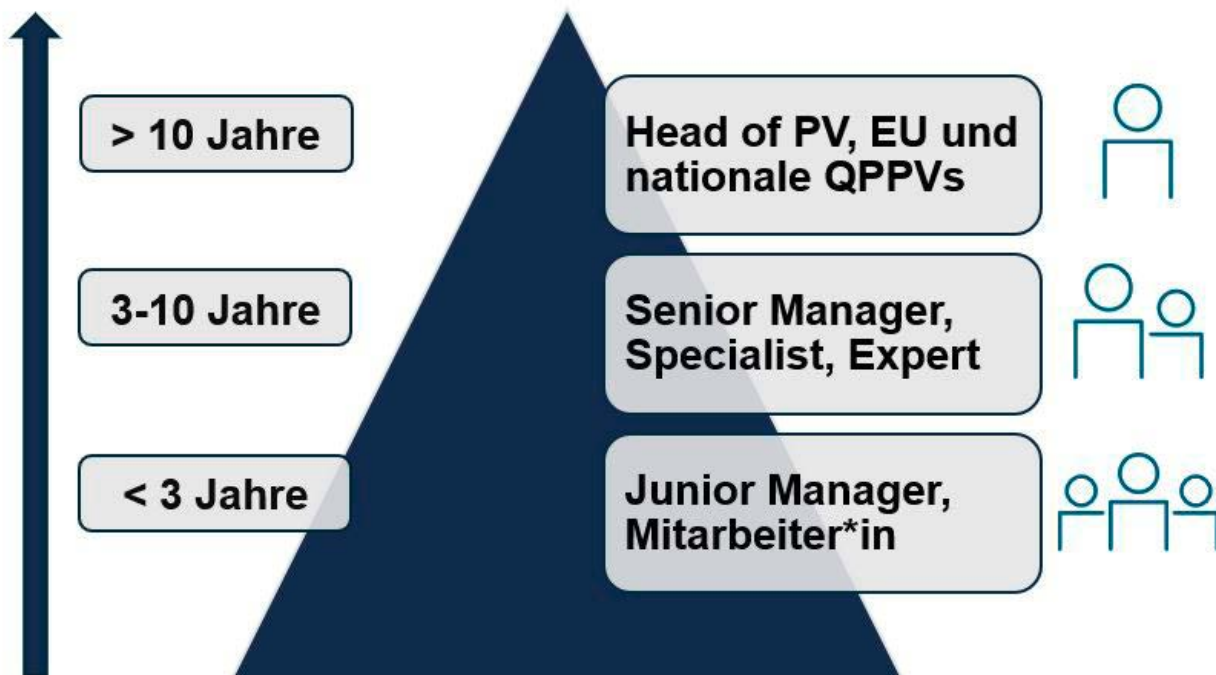 > 10 Jahre
Head of PV, EU und
nationale QPPVs
3-10 Jahre
Senior Manager,
Specialist, Expert
< 3 Jahre
Junior Manager,
Mitarbeiter*in